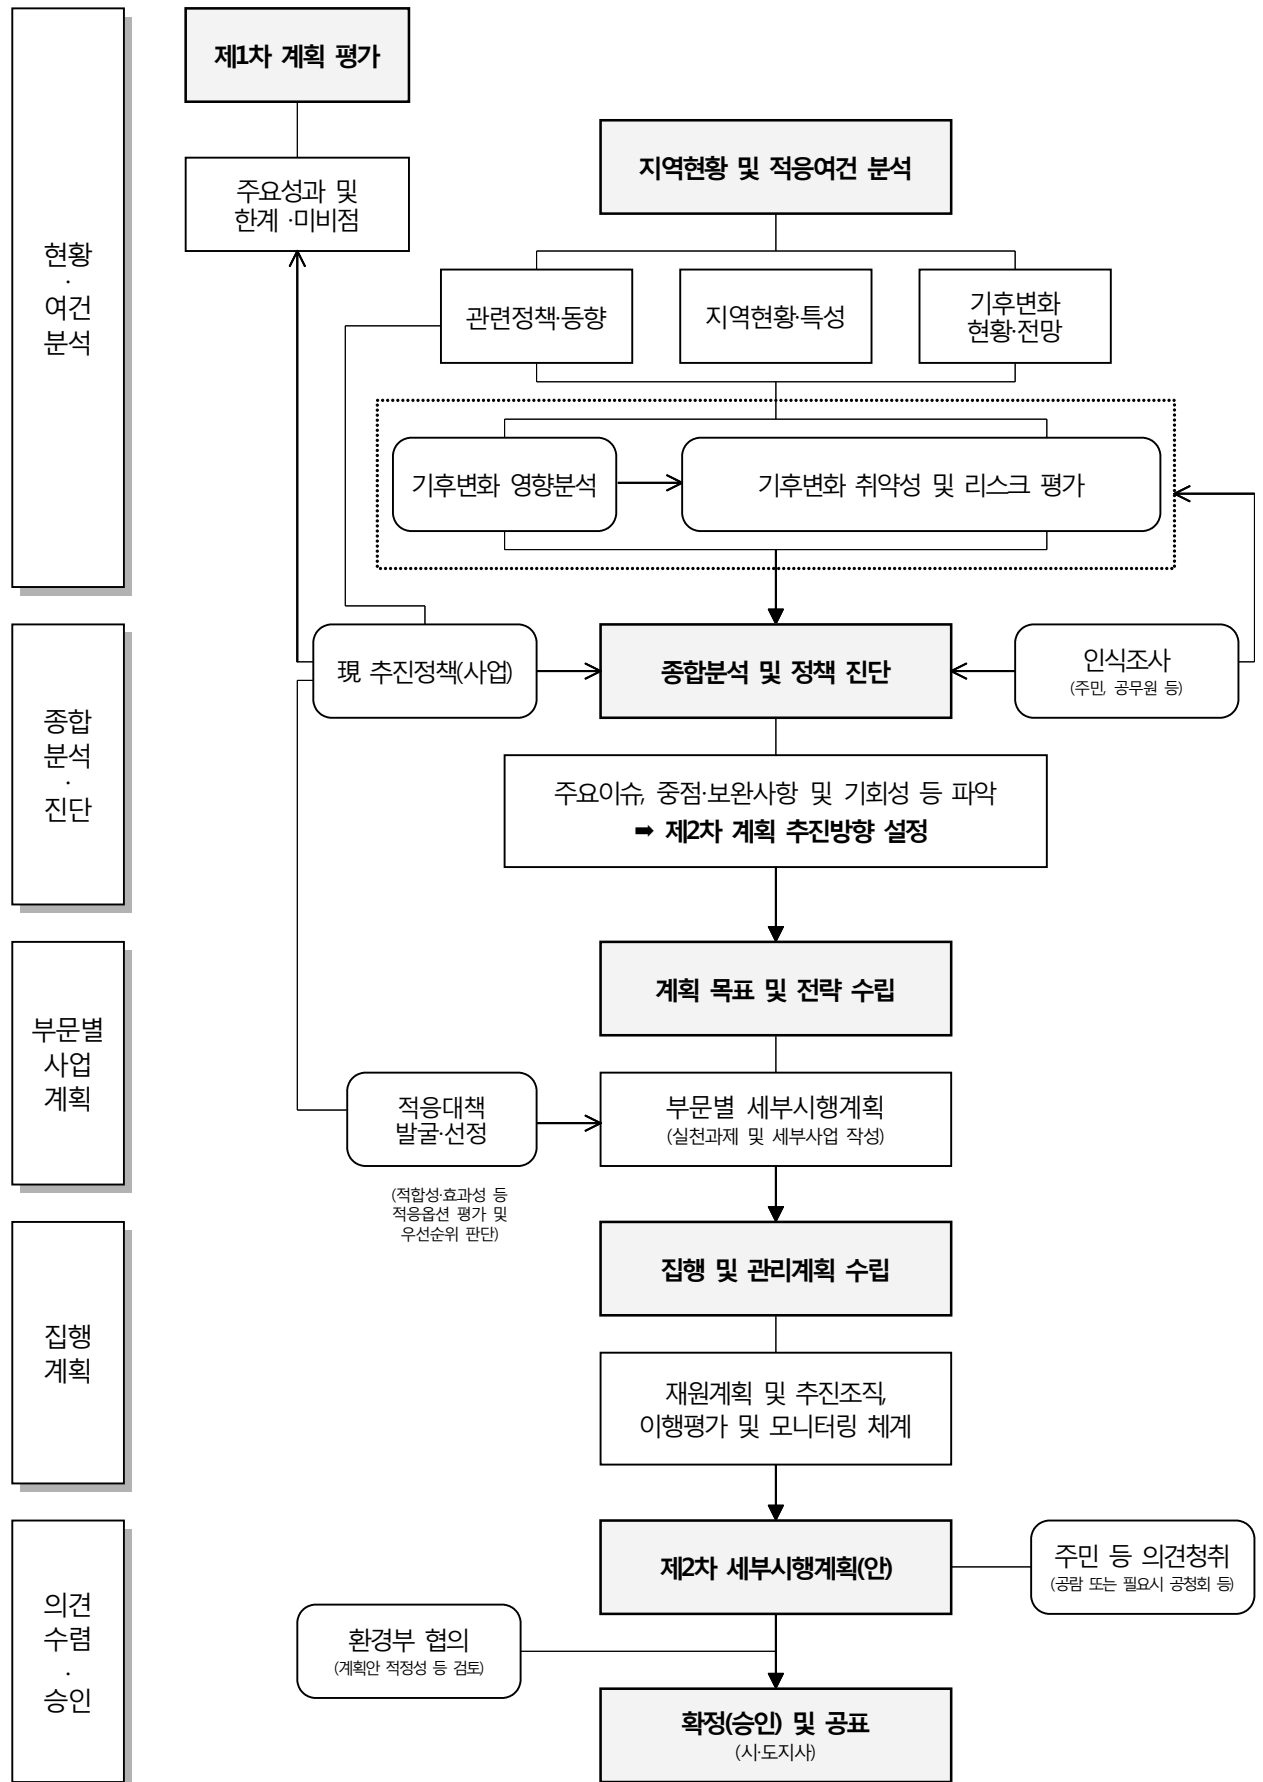 제1차 계획 평가
주요성과 및
한계 ·미비점
지역현황 및 적응여건 분석
관련정책·동향
지역현황·특성
기후변화
현황·전망
기후변화 영향분석
기후변화 취약성 및 리스크 평가
현황
·
여건
분석
現 추진정책(사업)
종합분석 및 정책 진단
인식조사
(주민, 공무원 등)
주요이슈, 중점·보완사항 및 기회성 등 파악
➡ 제2차 계획 추진방향 설정
종합
분석
·
진단
계획 목표 및 전략 수립
적응대책
발굴·선정
(적합성·효과성 등
적응옵션 평가 및
우선순위 판단)
부문별 세부시행계획
(실천과제 및 세부사업 작성)
부문별
사업
계획
집행 및 관리계획 수립
재원계획 및 추진조직,
이행평가 및 모니터링 체계
집행
계획
제2차 세부시행계획(안)
주민 등 의견청취
(공람 또는 필요시 공청회 등)
환경부 협의
(계획안 적정성 등 검토)
확정(승인) 및 공표
(시·도지사)
의견
수렴
·
승인